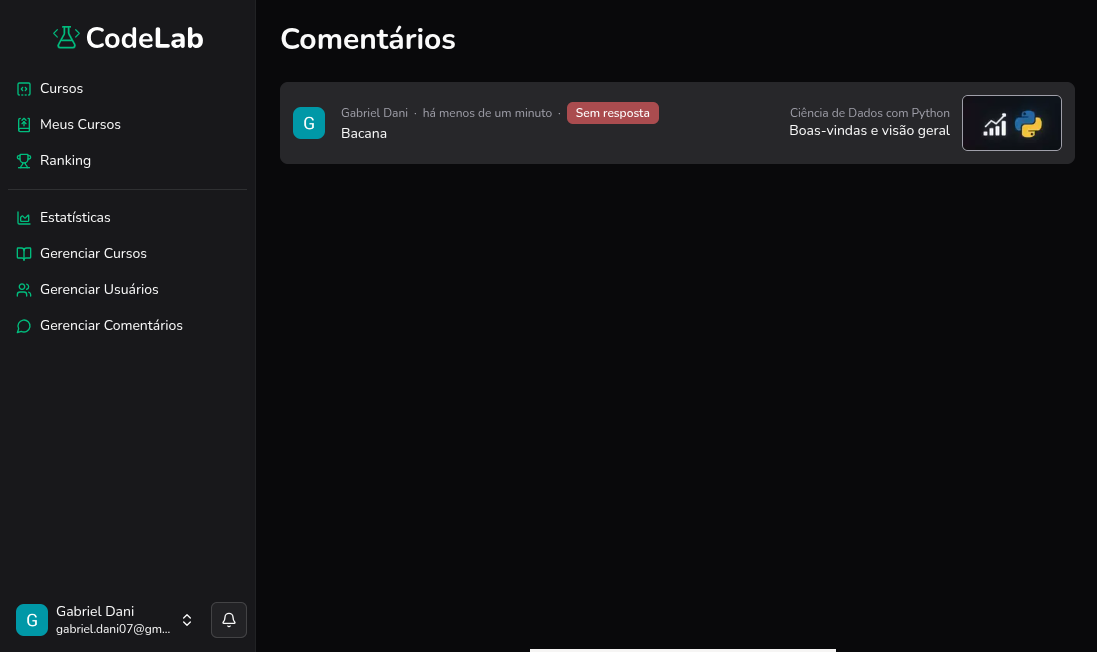 CodeLab
Cursos
Meus Cursos
Ranking
Estatísticas
Gerenciar Cursos
Gerenciar Usuários
Gerenciar Comentários
G
Gabriel Dani
gabriel.dani07@gm...
Comentários
G
Gabriel Dani · há menos de um minuto · Sem resposta
Bacana
Ciência de Dados com Python
Boas-vindas e visão geral